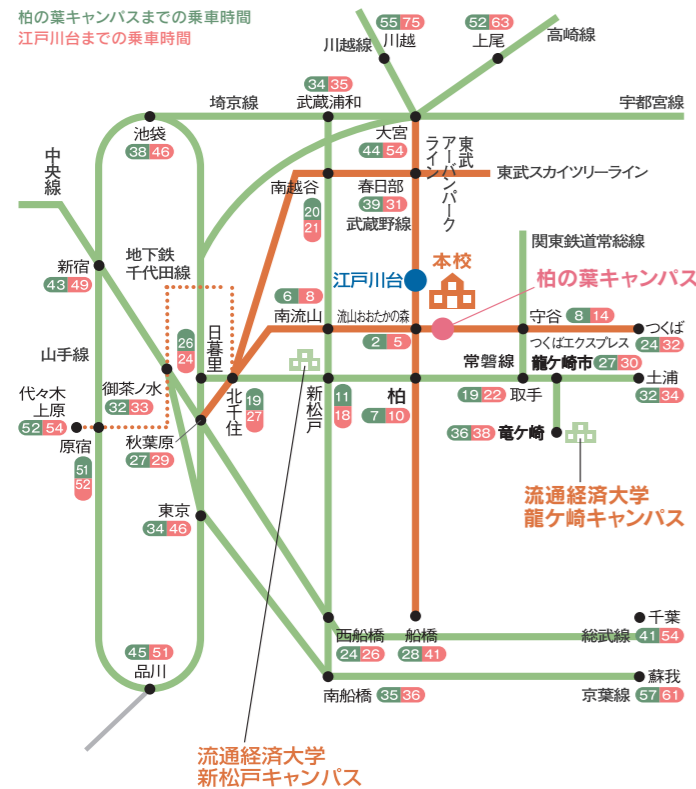 柏の葉キャンパスまでの乗車時間
江戸川台までの乗車時間
55 75
川越線 川越
52 63
上尾
高崎線
34 35
武蔵浦和
埼京線
宇都宮線
池袋
38 46
大宮
44 54
東武
アーバンパーク
ライン
中央線
南越谷
20
21
春日部
39 31
東武スカイツリーライン
武蔵野線
新宿
43 49
地下鉄
千代田線
江戸川台
本校
関東鉄道常総線
柏の葉キャンパス
6 8
南流山
流山おおたかの森
2 5
守谷 8 14
つくば
24 32
つくばエクスプレス
山手線
26
24
日暮里
常磐線
龍ケ崎市 27 30
土浦
32 34
代々木
上原
52 54
御茶ノ水
32 33
北千住
19
27
新松戸
11
18
柏
7 10
19 22 取手
原宿
51
52
秋葉原
27 29
36 38 竜ケ崎
流通経済大学
龍ケ崎キャンパス
東京
34 46
西船橋
24 26
船橋
28 41
千葉
総武線 41 54
45 51
品川
南船橋 35 36
蘇我
京葉線 57 61
流通経済大学
新松戸キャンパス